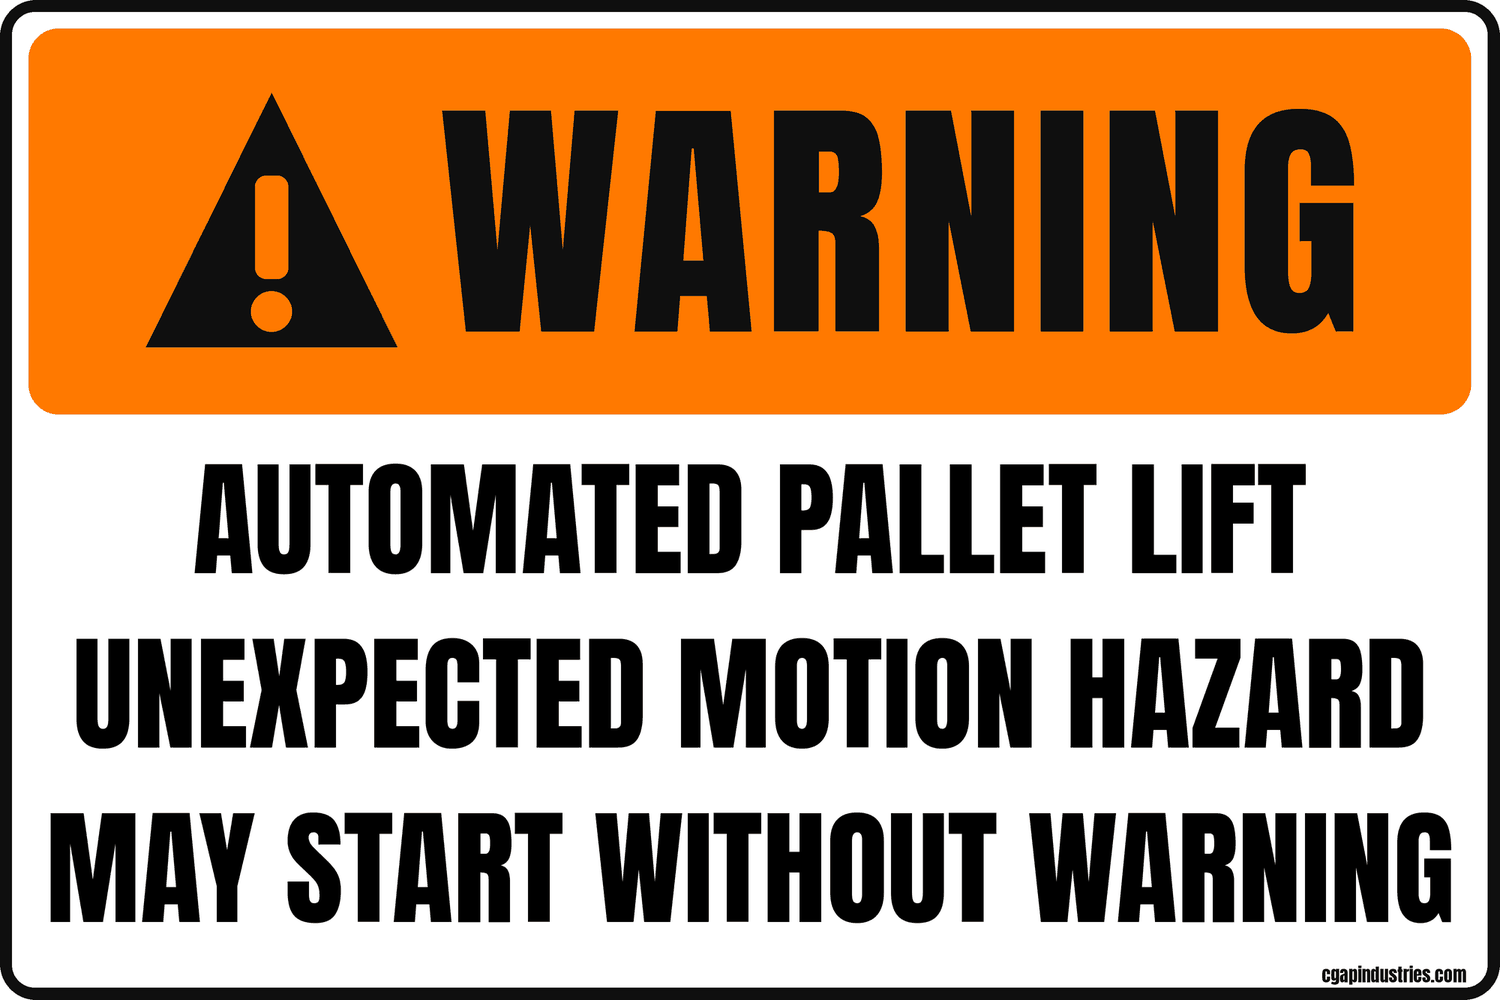 WARNING
AUTOMATED PALLET LIFT
UNEXPECTED MOTION HAZARD
MAY START WITHOUT WARNING
cgapindustries.com